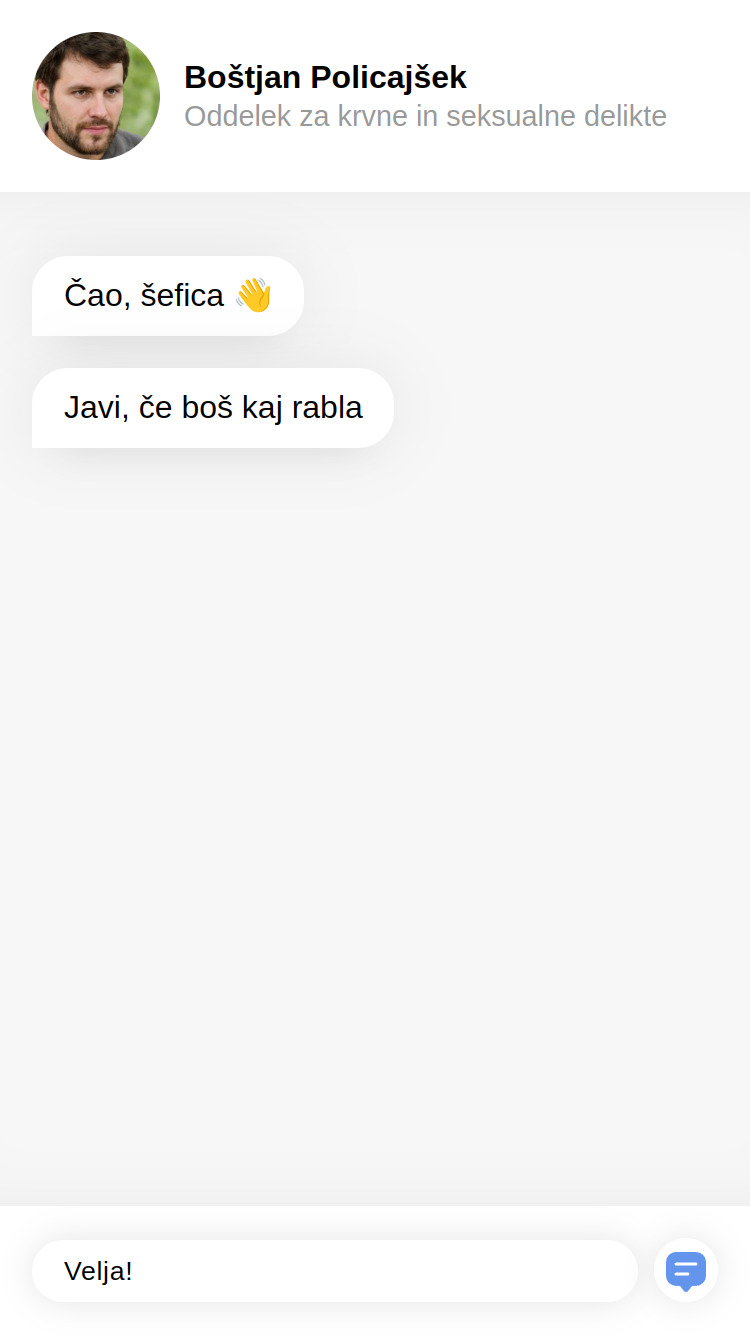 Boštjan Policajšek
Oddelek za krvne in seksualne delikte
Čao, šefica 👋
Javi, če boš kaj rabla
Velja!